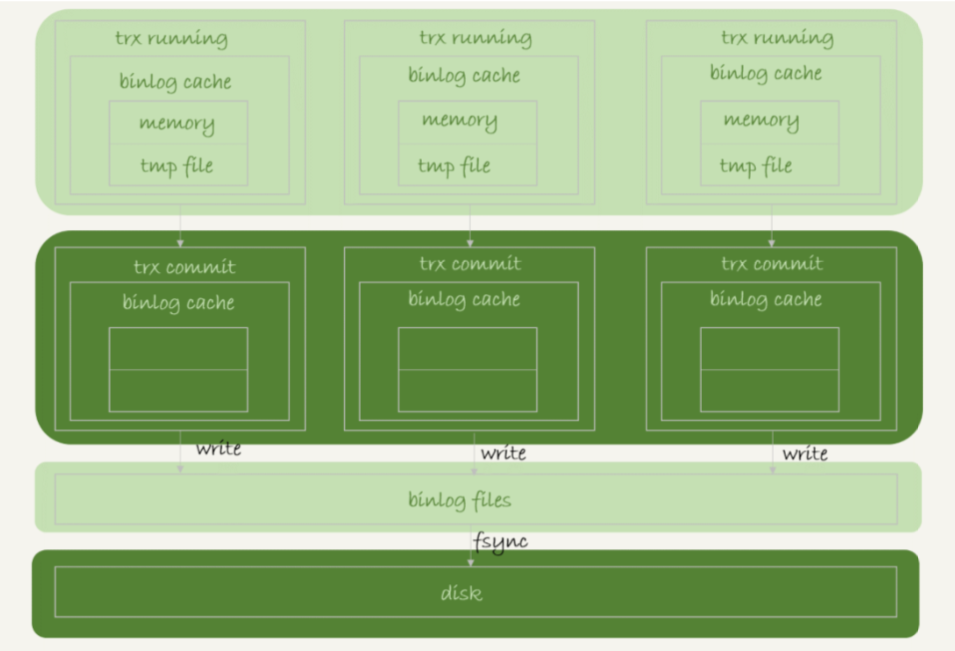 trx running
binlog cache
memory
tmp file
trx running
binlog cache
memory
tmp file
trx running
binlog cache
memory
tmp file
trx commit
binlog cache
trx commit
binlog cache
trx commit
binlog cache
write
write
write
binlog files
fsync
disk